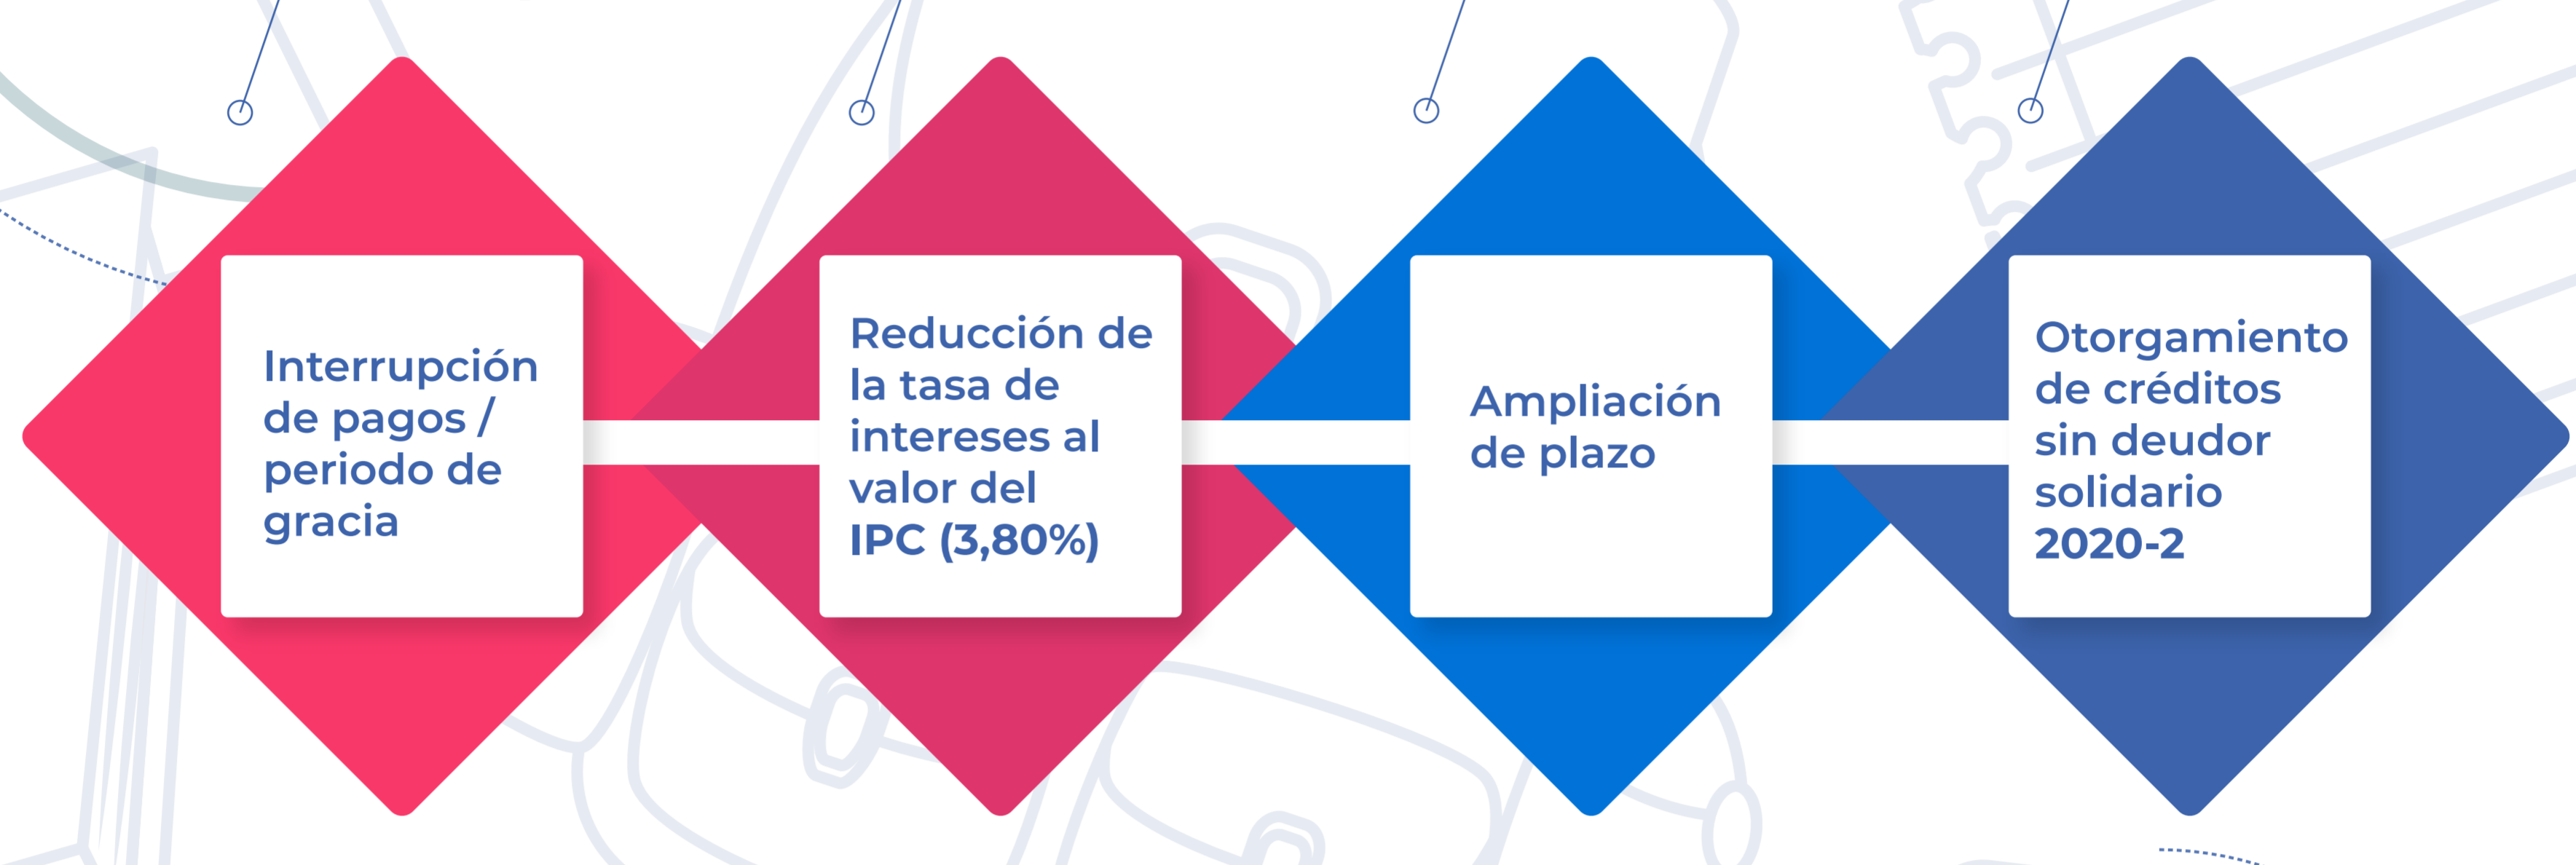 Interrupción
de pagos /
periodo de
gracia
Reducción de
la tasa de
intereses al
valor del
IPC (3,80%)
Ampliación
de plazo
Otorgamiento
de créditos
sin deudor
solidario
2020-2